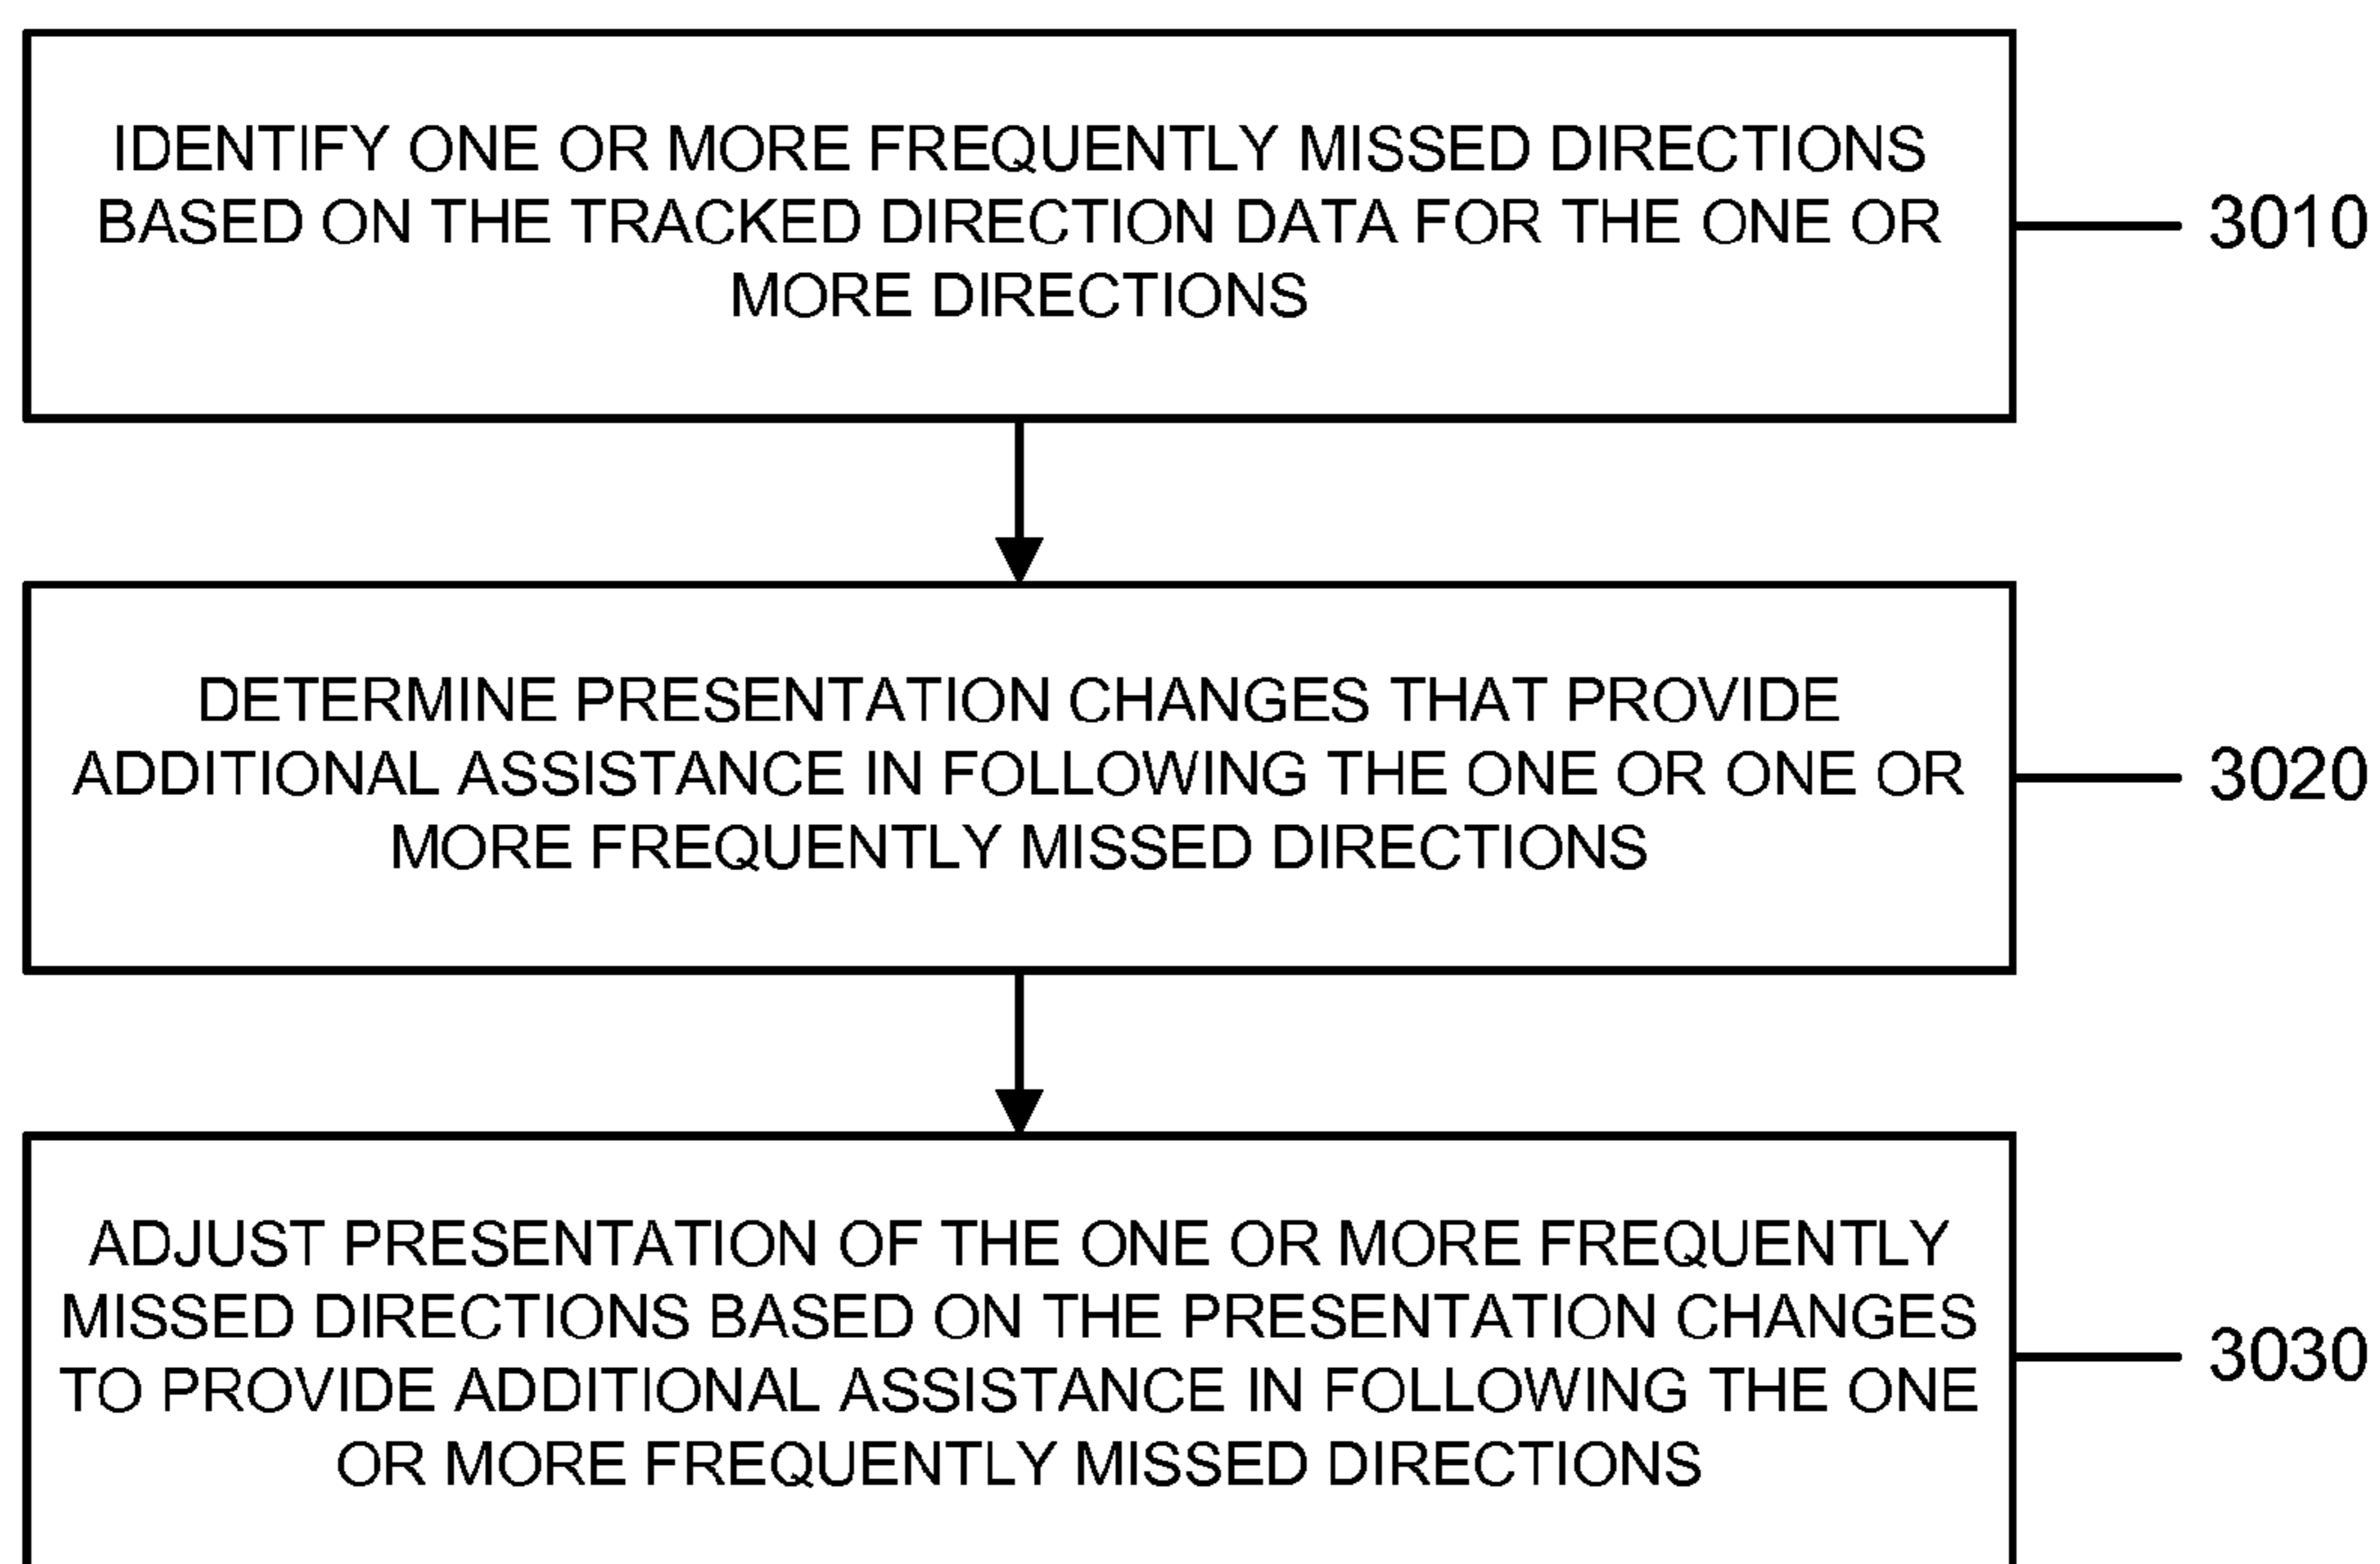 IDENTIFY ONE OR MORE FREQUENTLY MISSED DIRECTIONS
BASED ON THE TRACKED DIRECTION DATA FOR THE ONE OR
MORE DIRECTIONS
3010
DETERMINE PRESENTATION CHANGES THAT PROVIDE
ADDITIONAL ASSISTANCE IN FOLLOWING THE ONE OR ONE OR
MORE FREQUENTLY MISSED DIRECTIONS
3020
ADJUST PRESENTATION OF THE ONE OR MORE FREQUENTLY
MISSED DIRECTIONS BASED ON THE PRESENTATION CHANGES
TO PROVIDE ADDITIONAL ASSISTANCE IN FOLLOWING THE ONE
OR MORE FREQUENTLY MISSED DIRECTIONS
3030